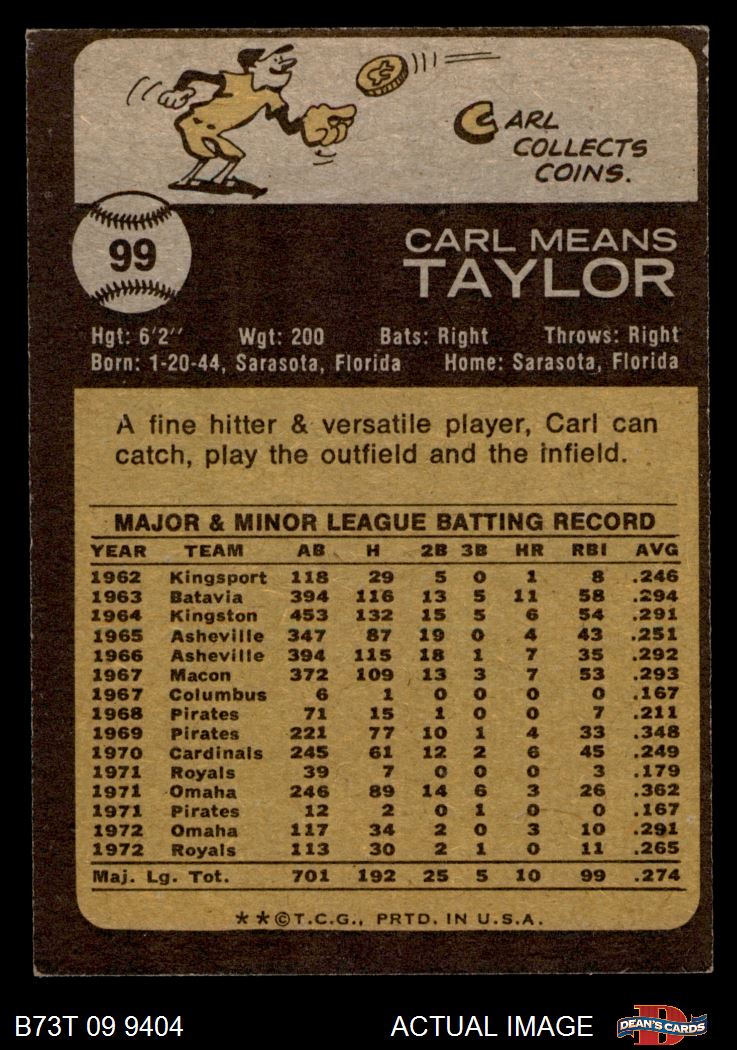 CARL
COLLECTS
COINS.
99
CARL MEANS
TAYLOR
Hgt: 6'2" Wgt: 200 Bats: Right Throws: Right
Born: 1-20-44, Sarasota, Florida Home: Sarasota, Florida
A fine hitter & versatile player, Carl can
catch, play the outfield and the infield.
MAJOR & MINOR LEAGUE BATTING RECORD
YEAR TEAM AB H 2B 3B HR RBI AVG
1962 Kingsport 118 29 5 0 1 8 .246
1963 Batavia 394 116 13 5 11 58 .294
1964 Kingston 453 132 15 5 6 54 .291
1965 Asheville 347 87 19 0 4 43 .251
1966 Asheville 394 115 18 1 7 35 .292
1967 Macon 372 109 13 3 7 53 .293
1967 Columbus 6 1 0 0 0 0 .167
1968 Pirates 71 15 1 0 0 7 .211
1969 Pirates 221 77 10 1 4 33 .348
1970 Cardinals 245 61 12 2 6 45 .249
1971 Royals 39 7 0 0 0 3 .179
1971 Omaha 246 89 14 6 3 26 .362
1971 Pirates 12 2 0 1 0 0 .167
1972 Omaha 117 34 2 0 3 10 .291
1972 Royals 113 30 2 1 0 11 .265
Maj. Lg. Tot. 701 192 25 5 10 99 .274
**©T.C.G., PRTD. IN U.S.A.
B73T 09 9404 ACTUAL IMAGE D DEAN'S CARDS